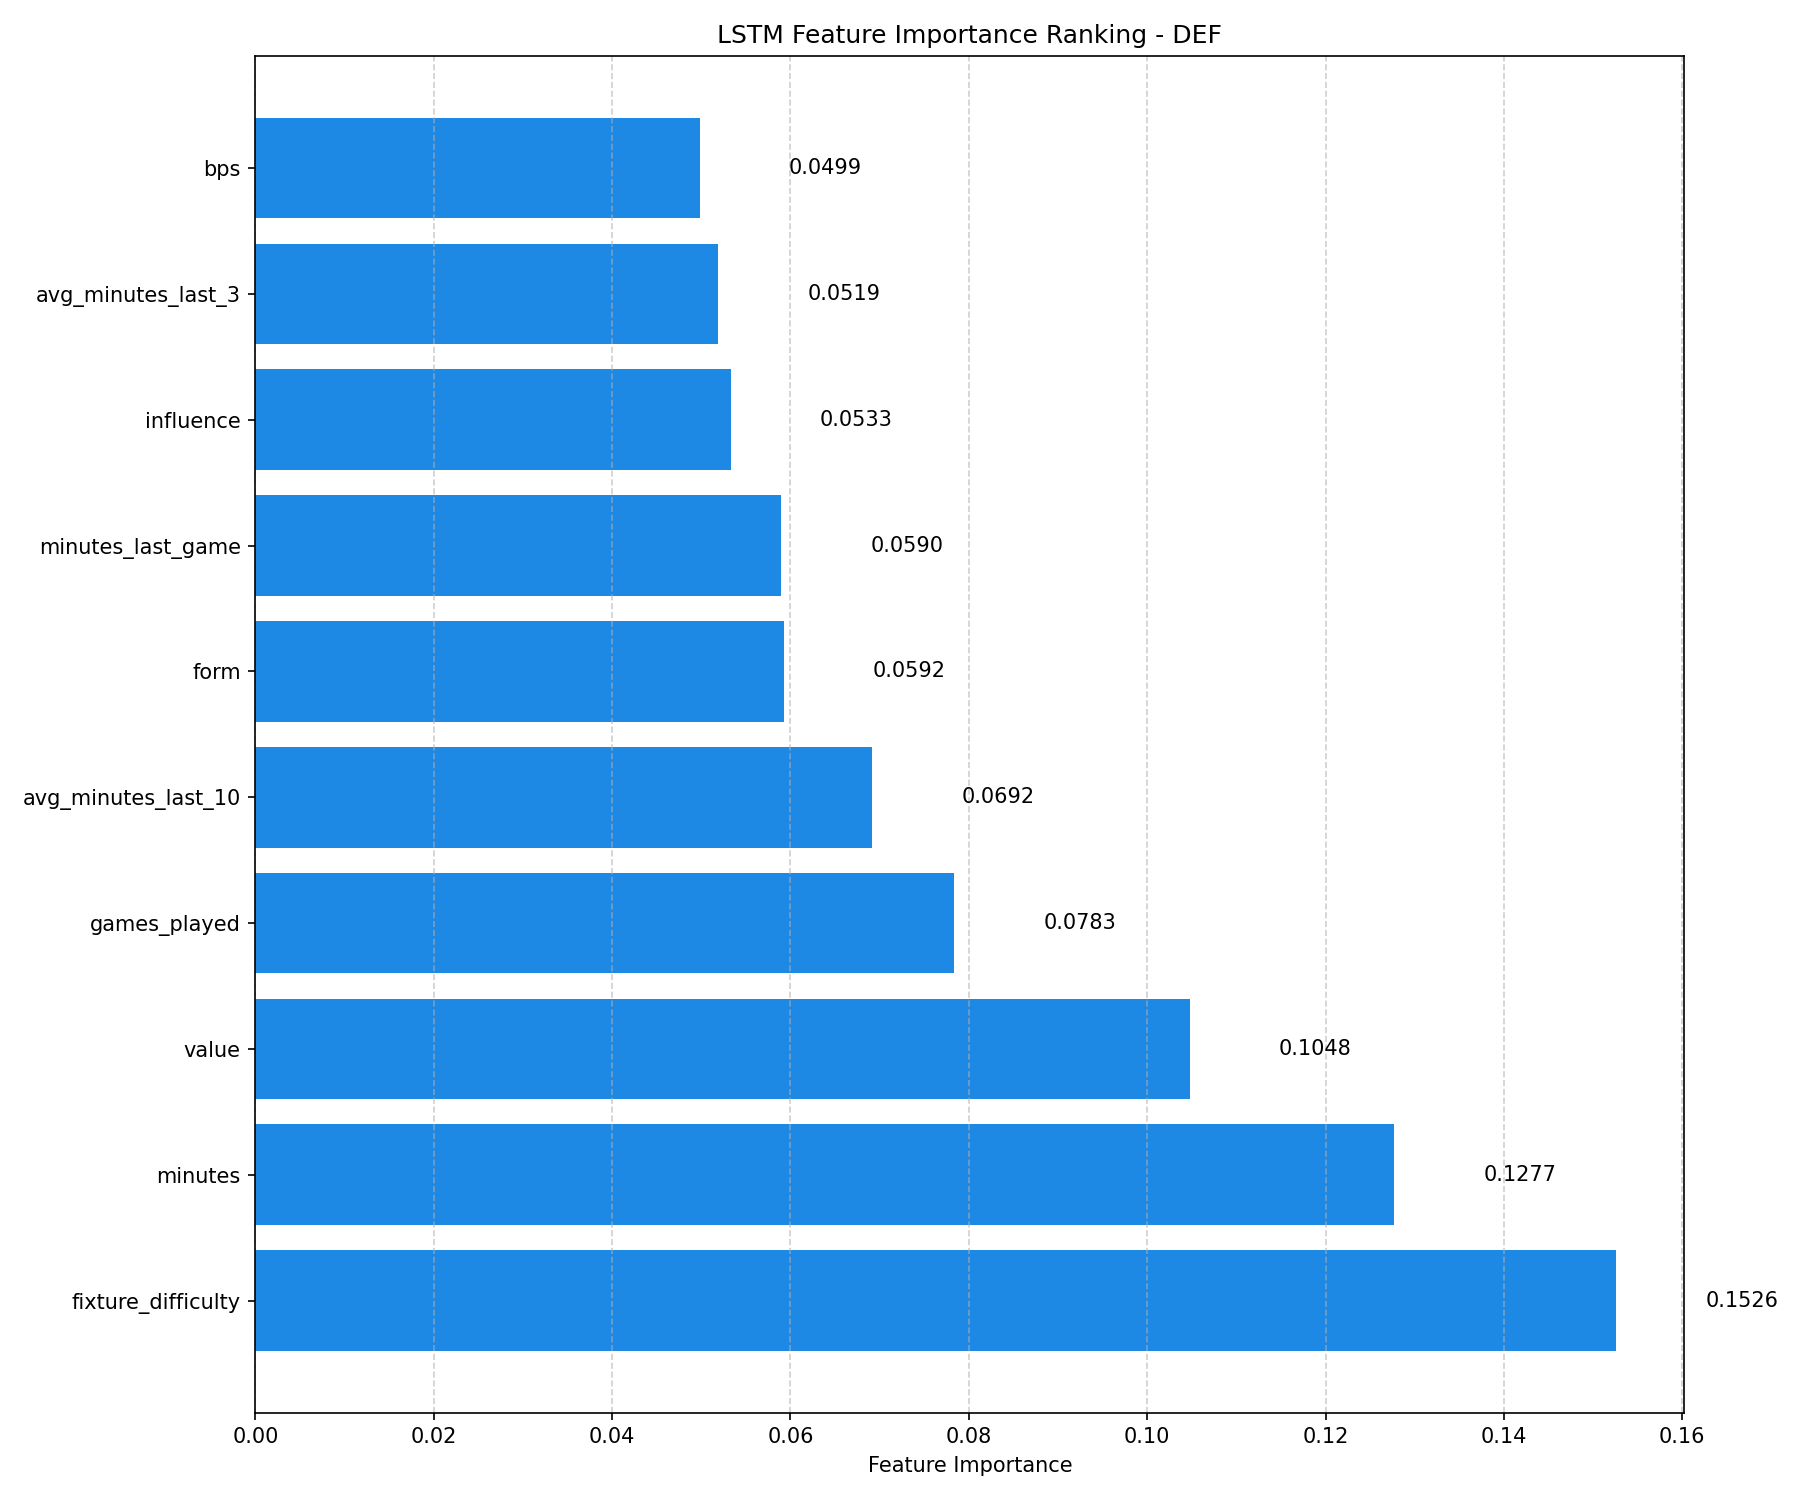 LSTM Feature Importance Ranking - DEF
bps 0.0499
avg_minutes_last_3 0.0519
influence 0.0533
minutes_last_game 0.0590
form 0.0592
avg_minutes_last_10 0.0692
games_played 0.0783
value 0.1048
minutes 0.1277
fixture_difficulty 0.1526
0.00 0.02 0.04 0.06 0.08 0.10 0.12 0.14 0.16
Feature Importance